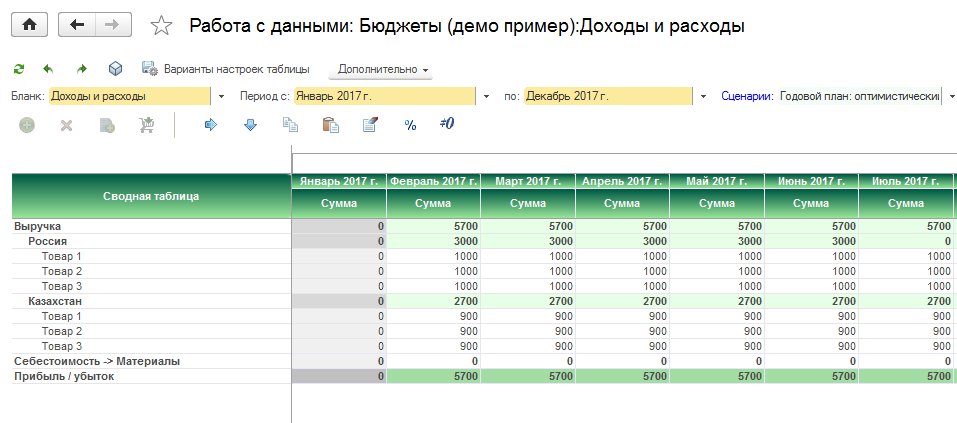 Работа с данными: Бюджеты (демо пример):Доходы и расходы
Варианты настроек таблицы Дополнительно
Бланк: Доходы и расходы Период с: Январь 2017 г. по: Декабрь 2017 г. Сценарии: Годовой план: оптимистический
% ≠0
Сводная таблица Январь 2017 г. Февраль 2017 г. Март 2017 г. Апрель 2017 г. Май 2017 г. Июнь 2017 г. Июль 2017 г.
Сумма Сумма Сумма Сумма Сумма Сумма Сумма
Выручка 0 5700 5700 5700 5700 5700 5700
Россия 0 3000 3000 3000 3000 3000 0
Товар 1 0 1000 1000 1000 1000 1000 1000
Товар 2 0 1000 1000 1000 1000 1000 1000
Товар 3 0 1000 1000 1000 1000 1000 1000
Казахстан 0 2700 2700 2700 2700 2700 2700
Товар 1 0 900 900 900 900 900 900
Товар 2 0 900 900 900 900 900 900
Товар 3 0 900 900 900 900 900 900
Себестоимость -> Материалы 0 0 0 0 0 0 0
Прибыль / убыток 0 5700 5700 5700 5700 5700 5700